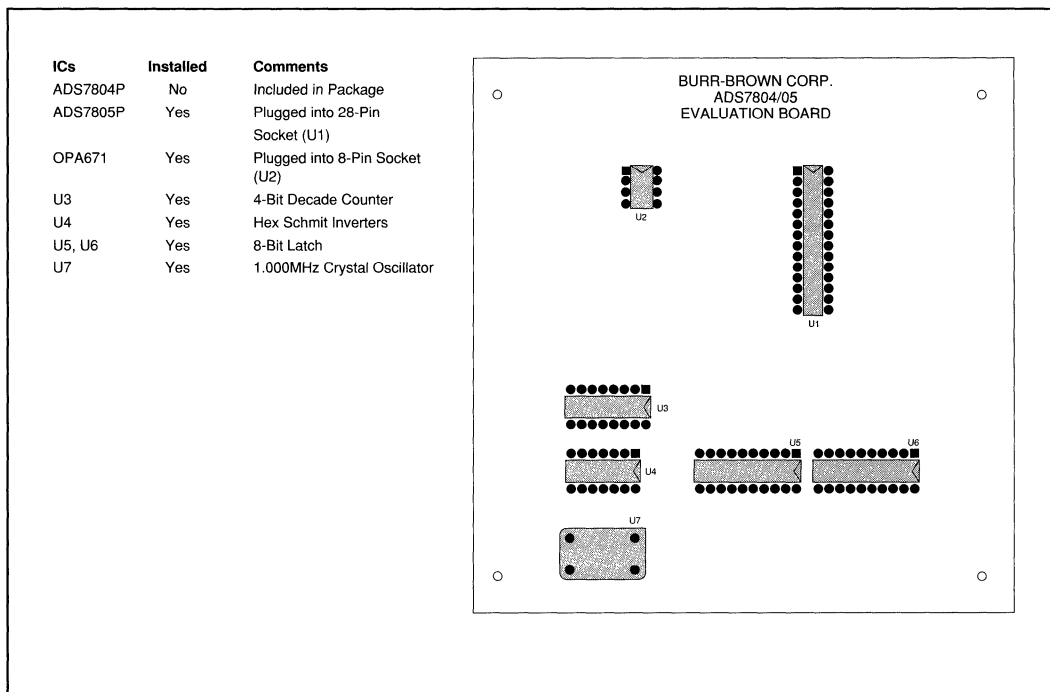 ICs Installed Comments
ADS7804P No Included in Package
ADS7805P Yes Plugged into 28-Pin
Socket (U1)
OPA671 Yes Plugged into 8-Pin Socket
(U2)
U3 Yes 4-Bit Decade Counter
U4 Yes Hex Schmit Inverters
U5, U6 Yes 8-Bit Latch
U7 Yes 1.000MHz Crystal Oscillator
BURR-BROWN CORP.
ADS7804/05
EVALUATION BOARD
U2
U1
U3
U5
U6
U4
U7